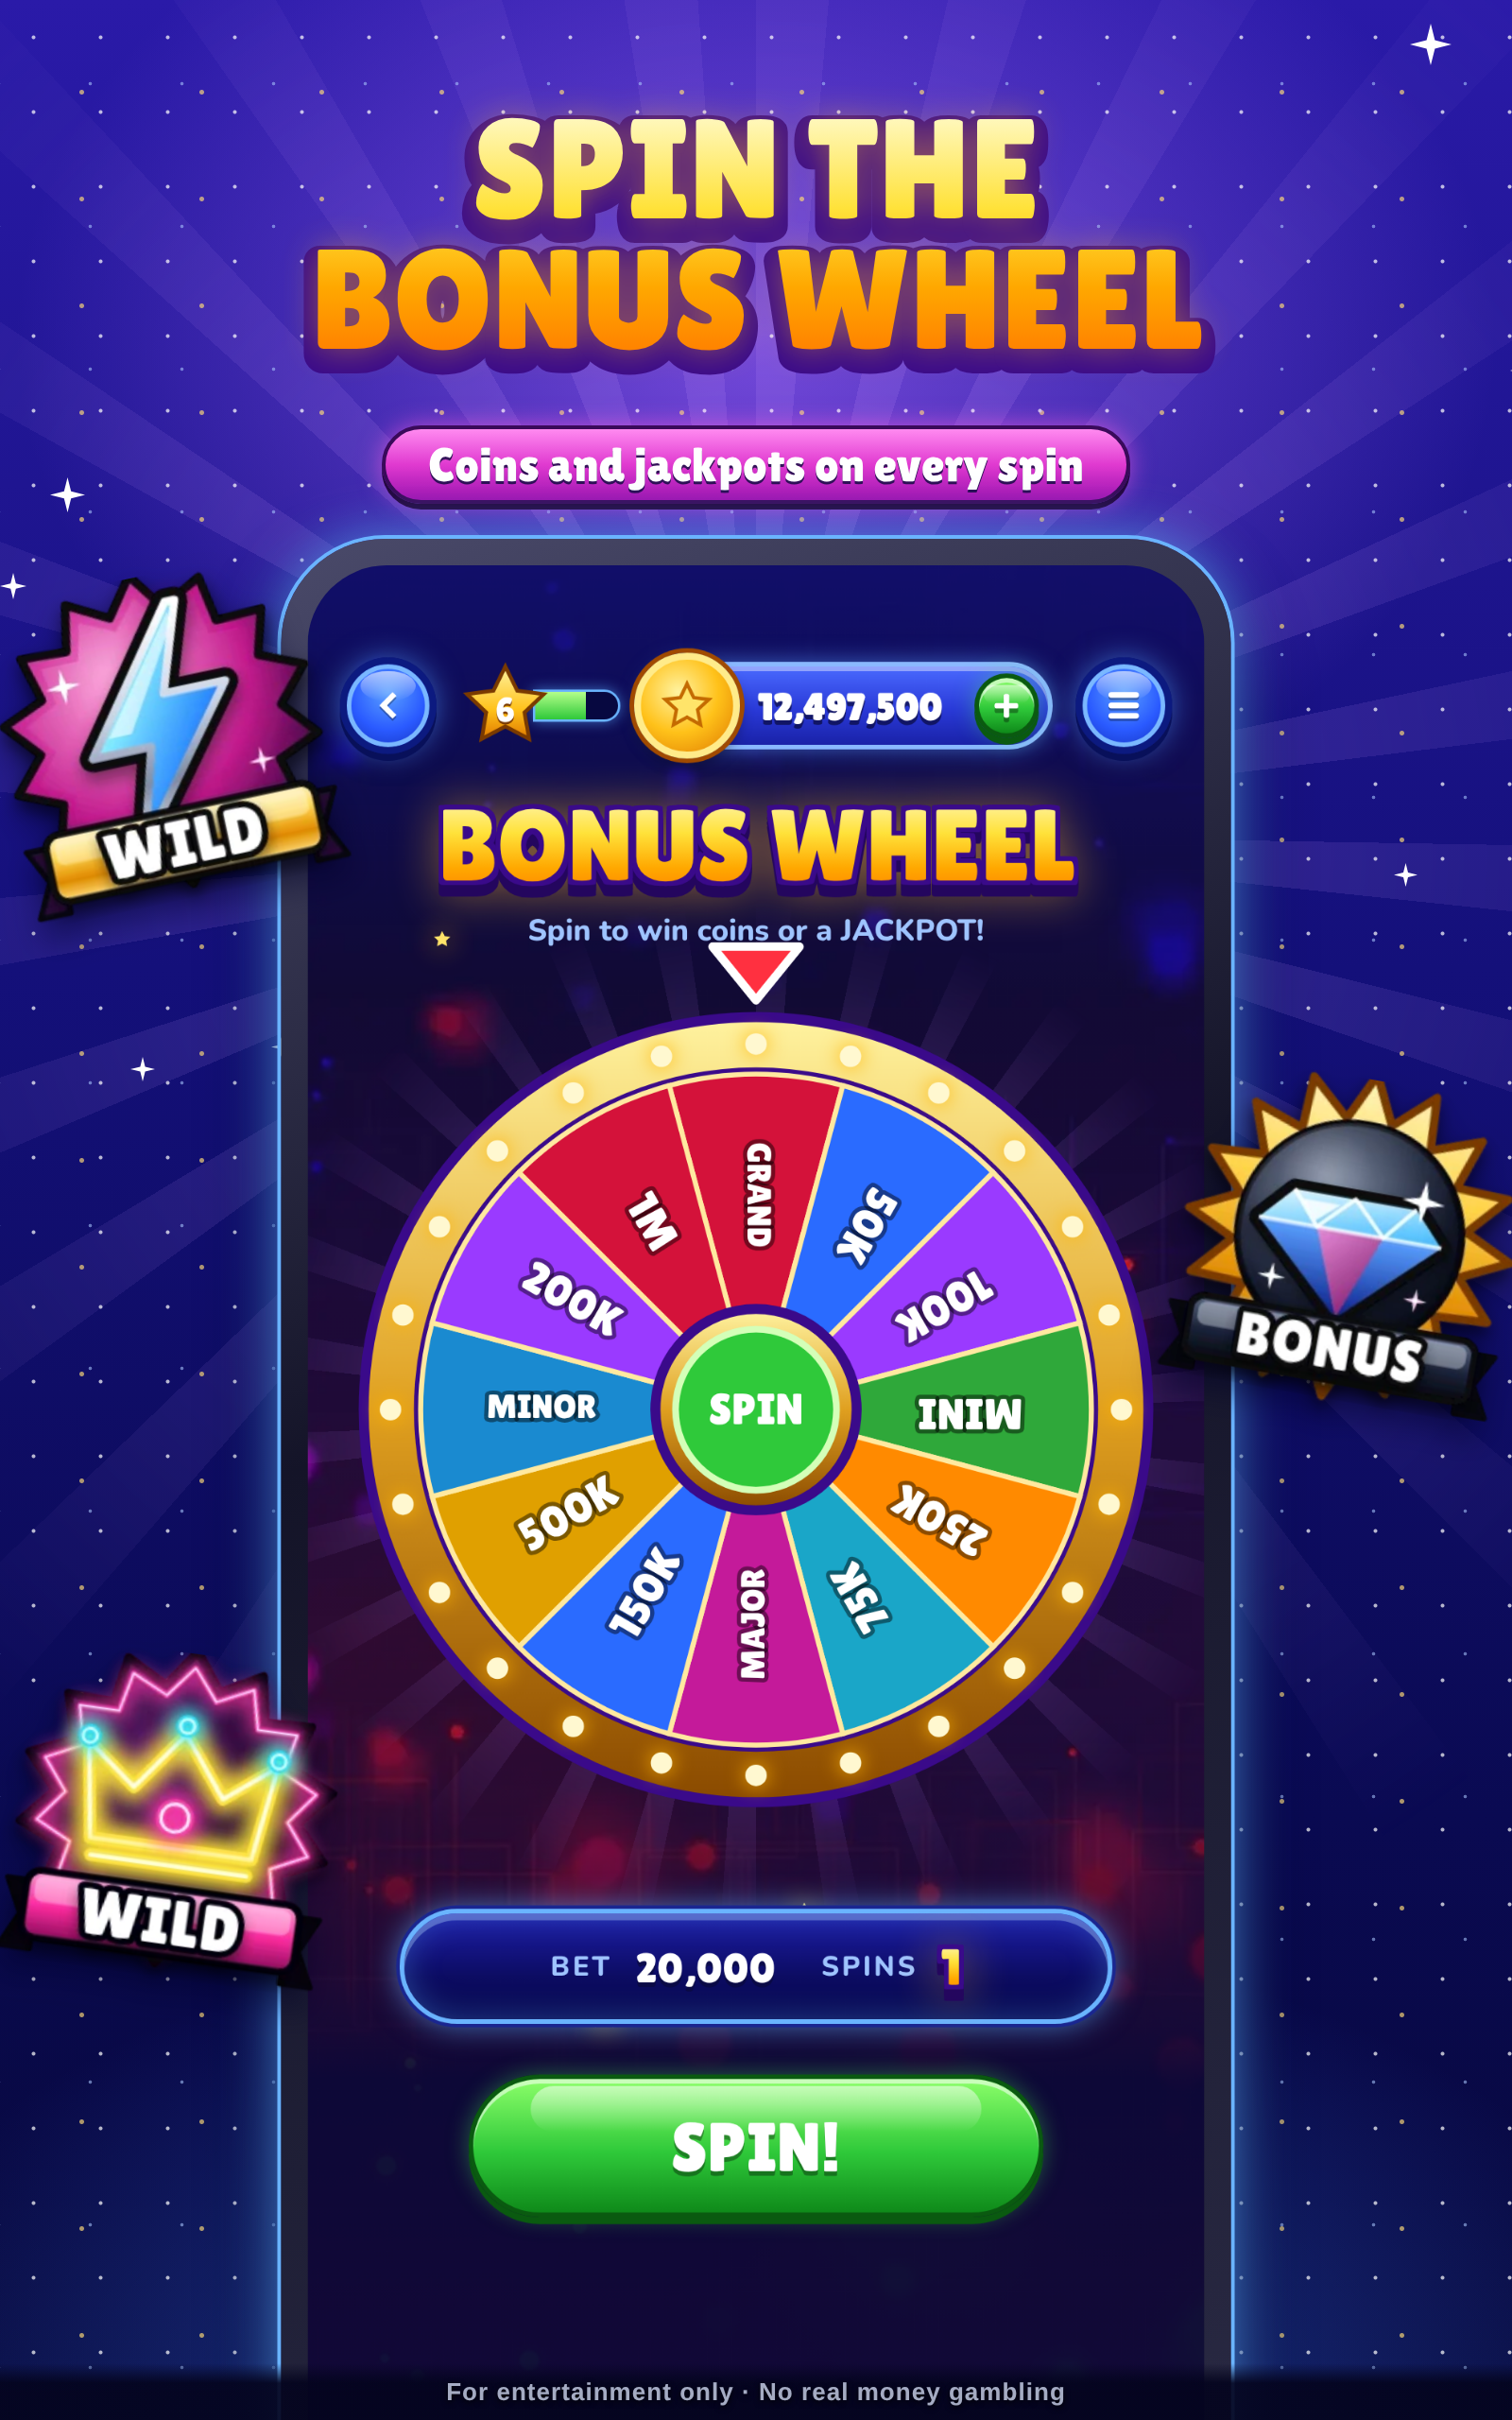 SPIN THE
BONUS WHEEL
Coins and jackpots on every spin
WILD
6
12,497,500
BONUS WHEEL
Spin to win coins or a JACKPOT!
GRAND
50K
100K
MINI
250K
75K
MAJOR
150K
500K
MINOR
200K
1M
SPIN
BONUS
WILD
BET 20,000 SPINS 1
SPIN!
For entertainment only · No real money gambling